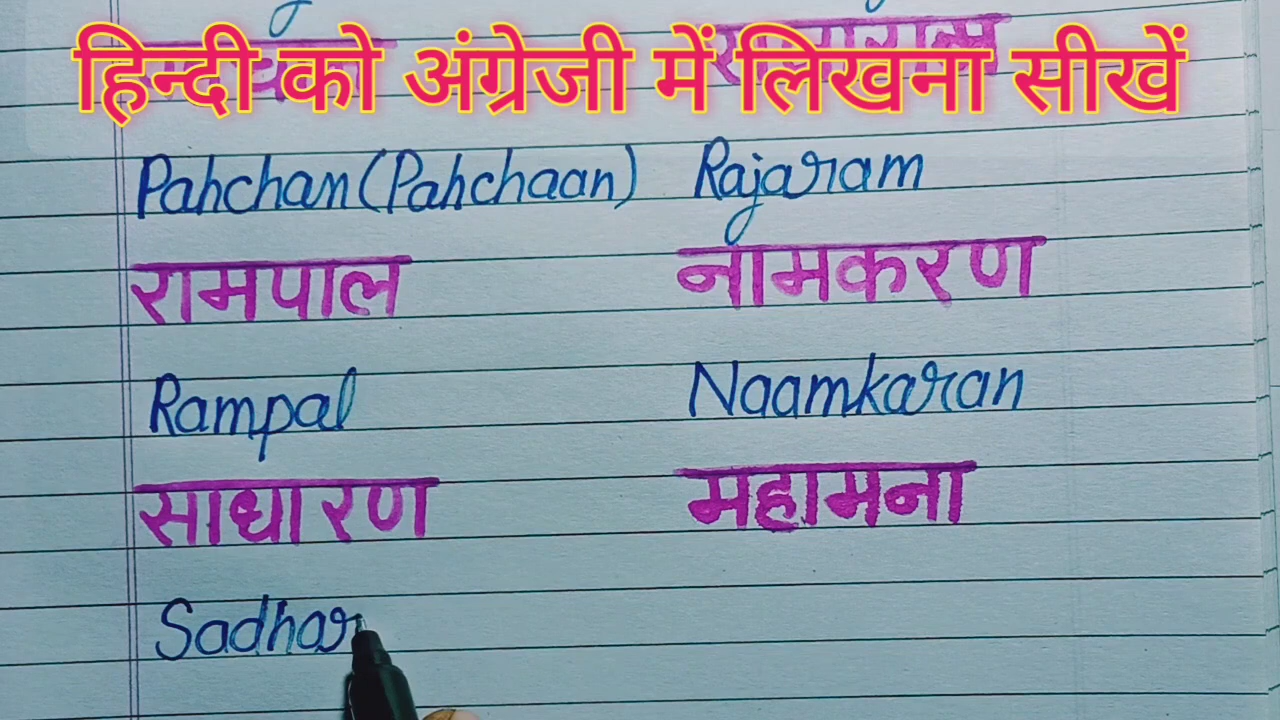 हिन्दी को अंग्रेजी में लिखना सीखें
Pahchan (Pahchaan) Rajaram
रामपाल नामकरण
Rampal Naamkaran
साधारण महामना
Sadhar